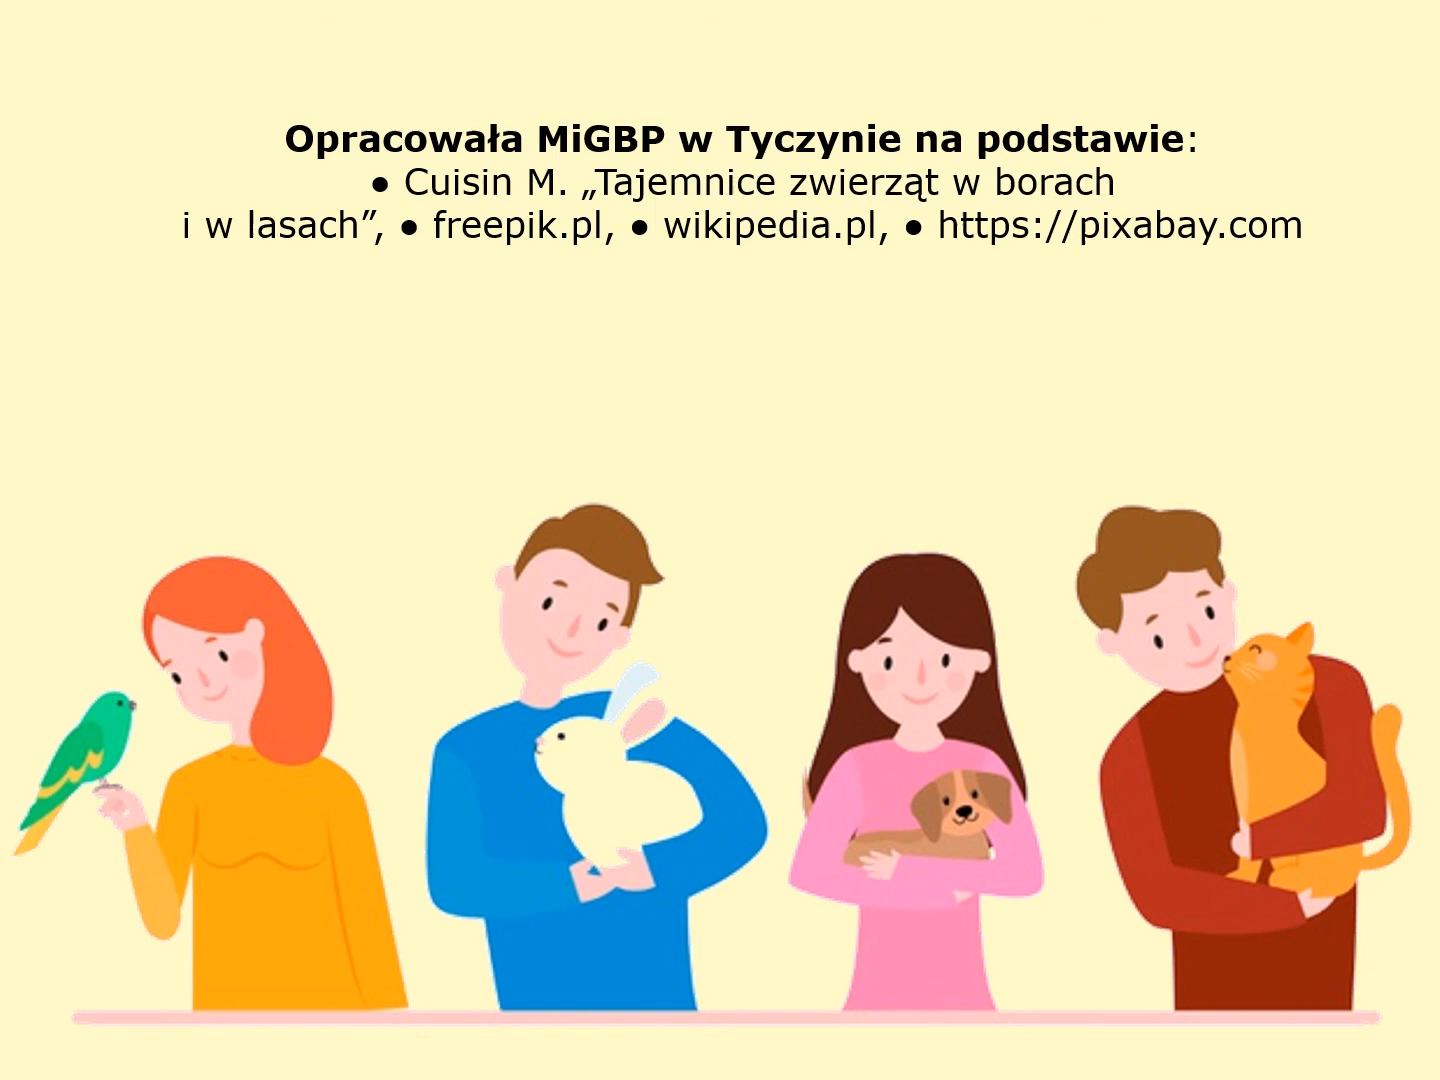 Opracowała MiGBP w Tyczynie na podstawie:
● Cuisin M. „Tajemnice zwierząt w borach
i w lasach”, ● freepik.pl, ● wikipedia.pl, ● https://pixabay.com